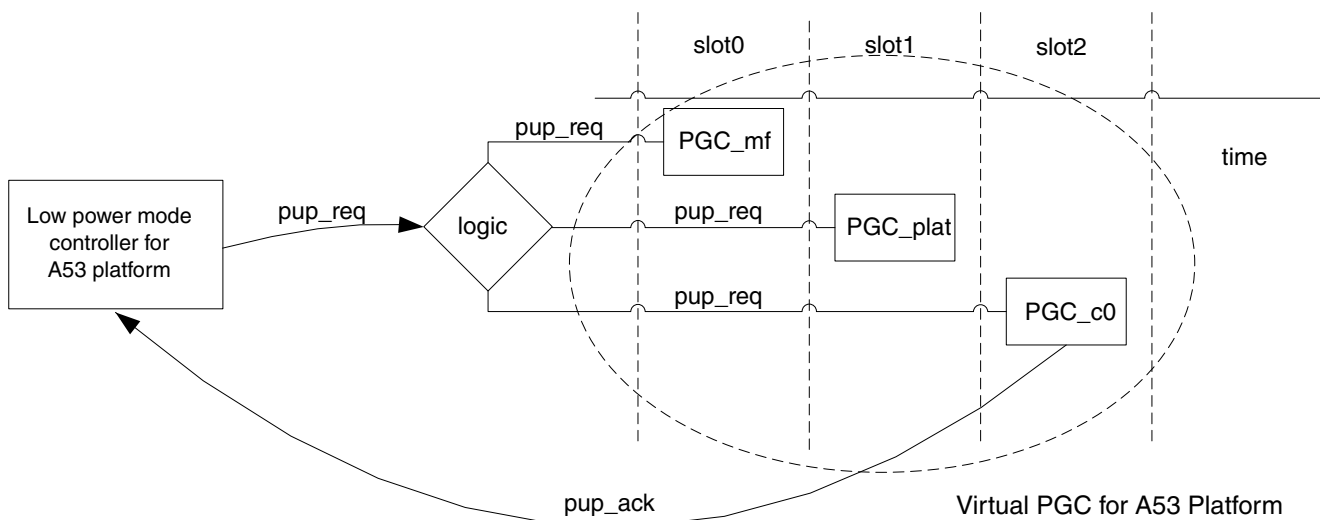 slot0
slot1
slot2
pup_req
PGC_mf
time
Low power mode
controller for
A53 platform
pup_req
logic
pup_req
PGC_plat
pup_req
PGC_c0
pup_ack
Virtual PGC for A53 Platform